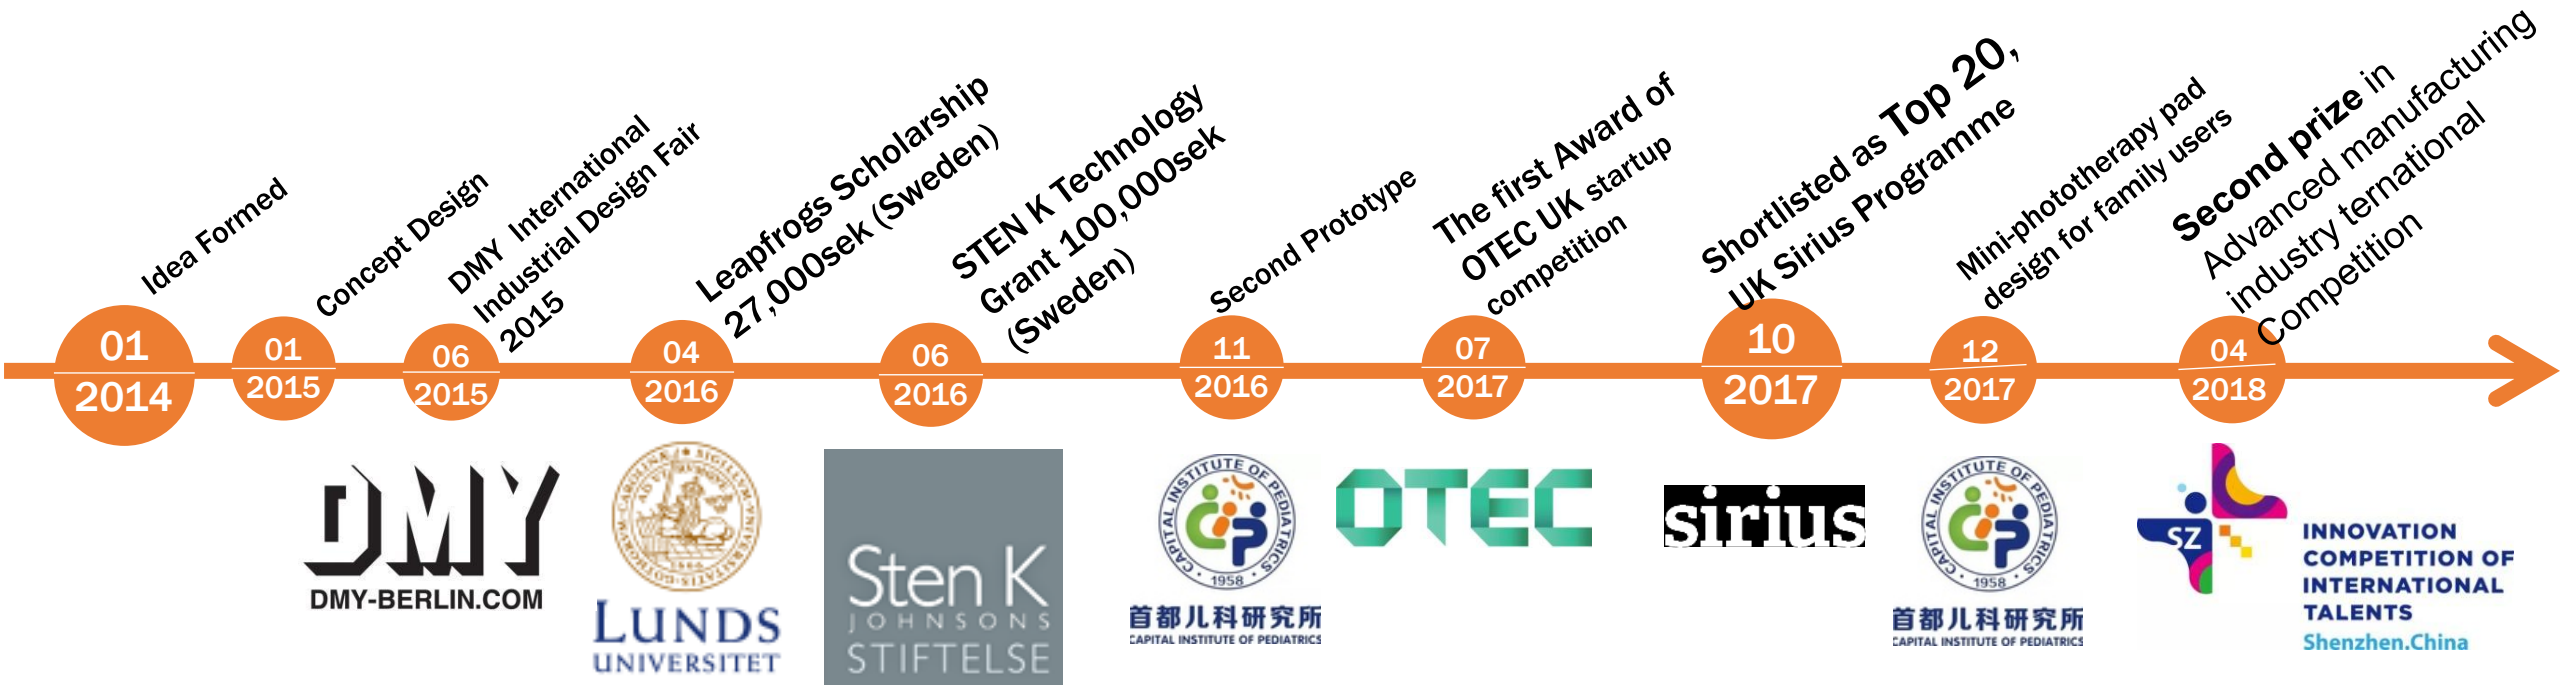 Idea Formed
01
2014
Concept Design
01
2015
DMY International
Industrial Design Fair
2015
06
2015
Leapfrogs Scholarship
27,000sek (Sweden)
04
2016
STEN K Technology
Grant 100,000sek
(Sweden)
06
2016
Second Prototype
11
2016
The first Award of
OTEC UK startup
competition
07
2017
Shortlisted as Top 20,
UK Sirius Programme
10
2017
Mini-phototherapy pad
design for family users
12
2017
Second prize in
Advanced manufacturing
industry ternational
Competition
04
2018
DMY
DMY-BERLIN.COM
LUNDS
UNIVERSITET
Sten K
JOHNSONS
STIFTELSE
CAPITAL INSTITUTE OF PEDIATRICS
1958
首都儿科研究所
CAPITAL INSTITUTE OF PEDIATRICS
OTEC
sirius
CAPITAL INSTITUTE OF PEDIATRICS
1958
首都儿科研究所
CAPITAL INSTITUTE OF PEDIATRICS
SZ
INNOVATION
COMPETITION OF
INTERNATIONAL
TALENTS
Shenzhen.China